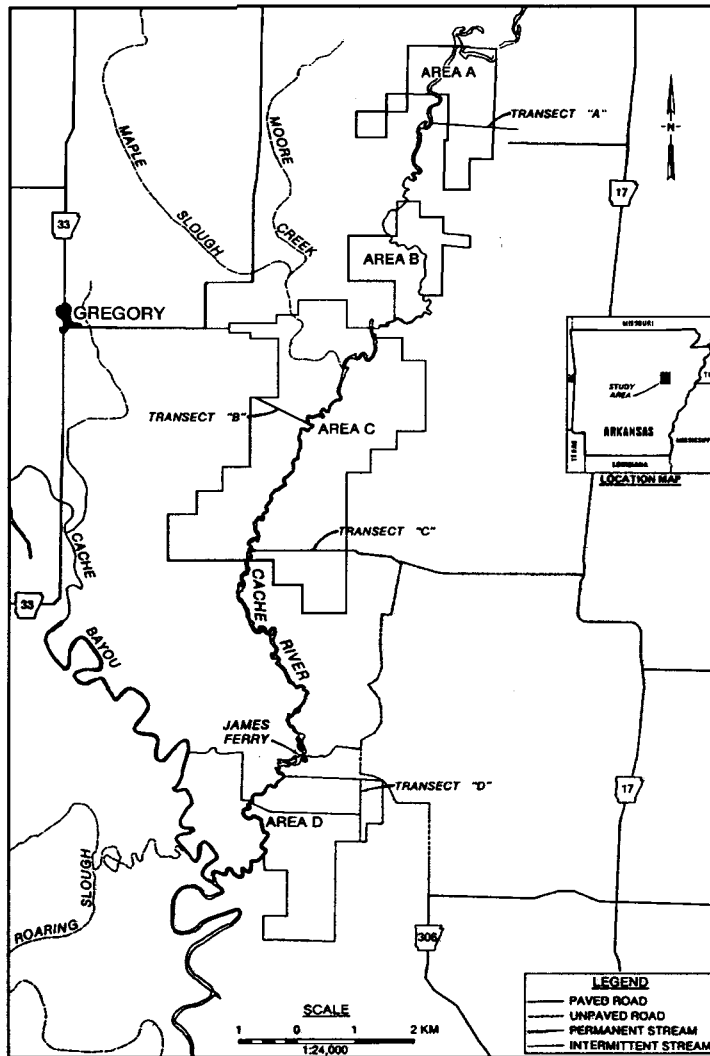 AREA A
TRANSECT "A"
MAPLE
SLOUGH
MOORE
CREEK
N
17
33
AREA B
GREGORY
MISSOURI
STUDY
AREA
ARKANSAS
LOUISIANA
LOCATION MAP
TRANSECT "B"
AREA C
TRANSECT "C"
CACHE
BAYOU
33
CACHE
RIVER
JAMES
FERRY
TRANSECT "D"
17
AREA D
ROARING
SLOUGH
306
SCALE
1 0 1 2 KM
1:24,000
LEGEND
PAVED ROAD
UNPAVED ROAD
PERMANENT STREAM
INTERMITTENT STREAM